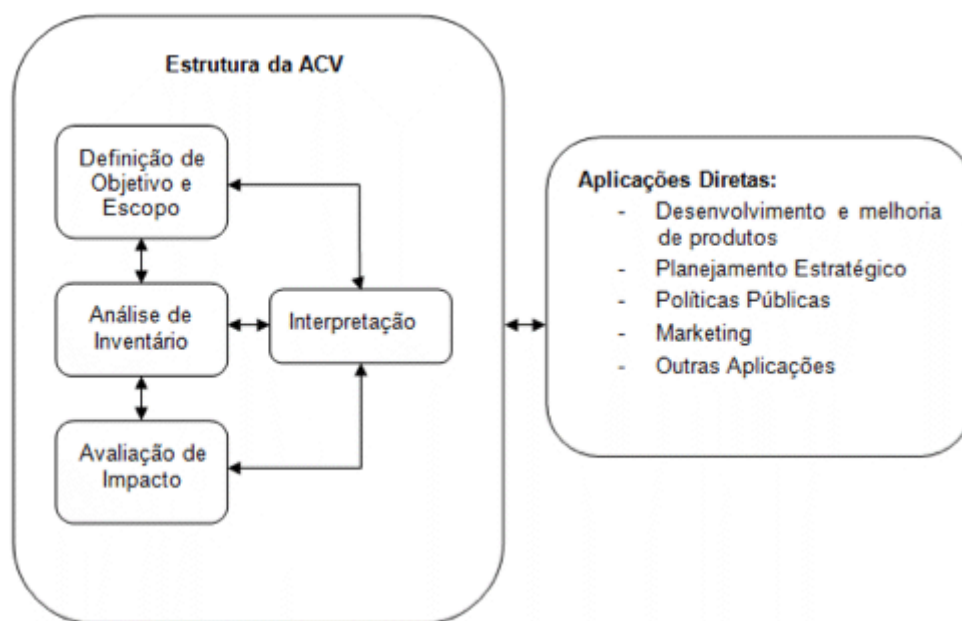 Estrutura da ACV
Definição de
Objetivo e
Escopo
Análise de
Inventário
Avaliação de
Impacto
Interpretação
Aplicações Diretas:
- Desenvolvimento e melhoria
de produtos
- Planejamento Estratégico
- Políticas Públicas
- Marketing
- Outras Aplicações